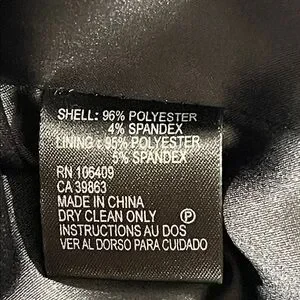 SHELL: 96% POLYESTER
4% SPANDEX
LINING : 95% POLYESTER
5% SPANDEX
RN 106409
CA 39863
MADE IN CHINA
DRY CLEAN ONLY Ⓟ
INSTRUCTIONS AU DOS
VER AL DORSO PARA CUIDADO